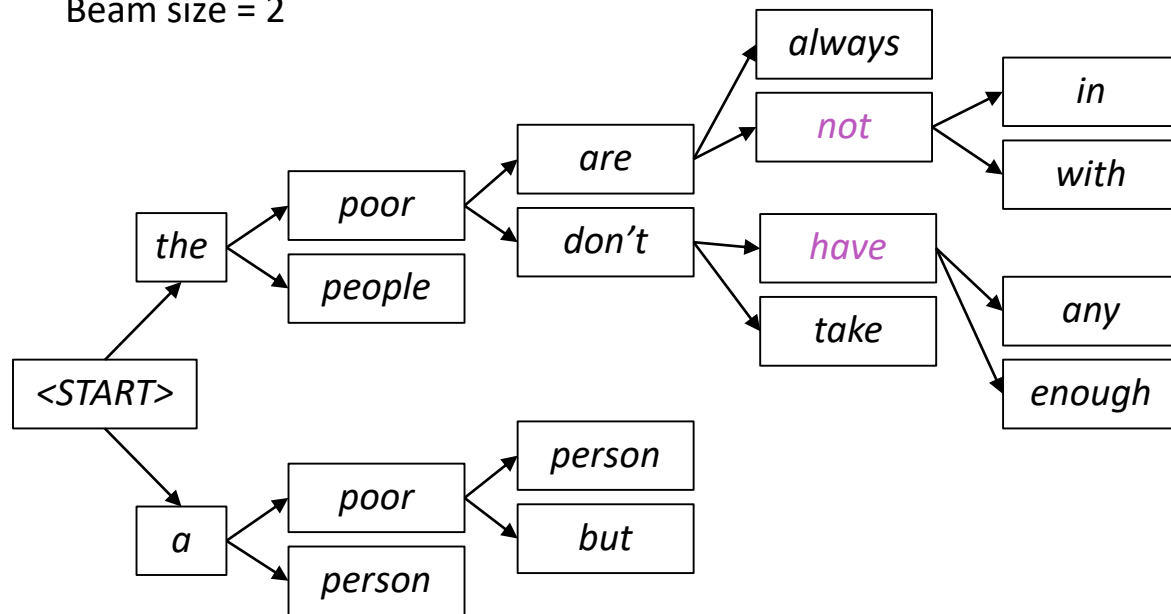 Beam size = 2
always
not
in
with
are
poor
don't
have
the
people
take
any
<START>
enough
person
poor
a
but
person